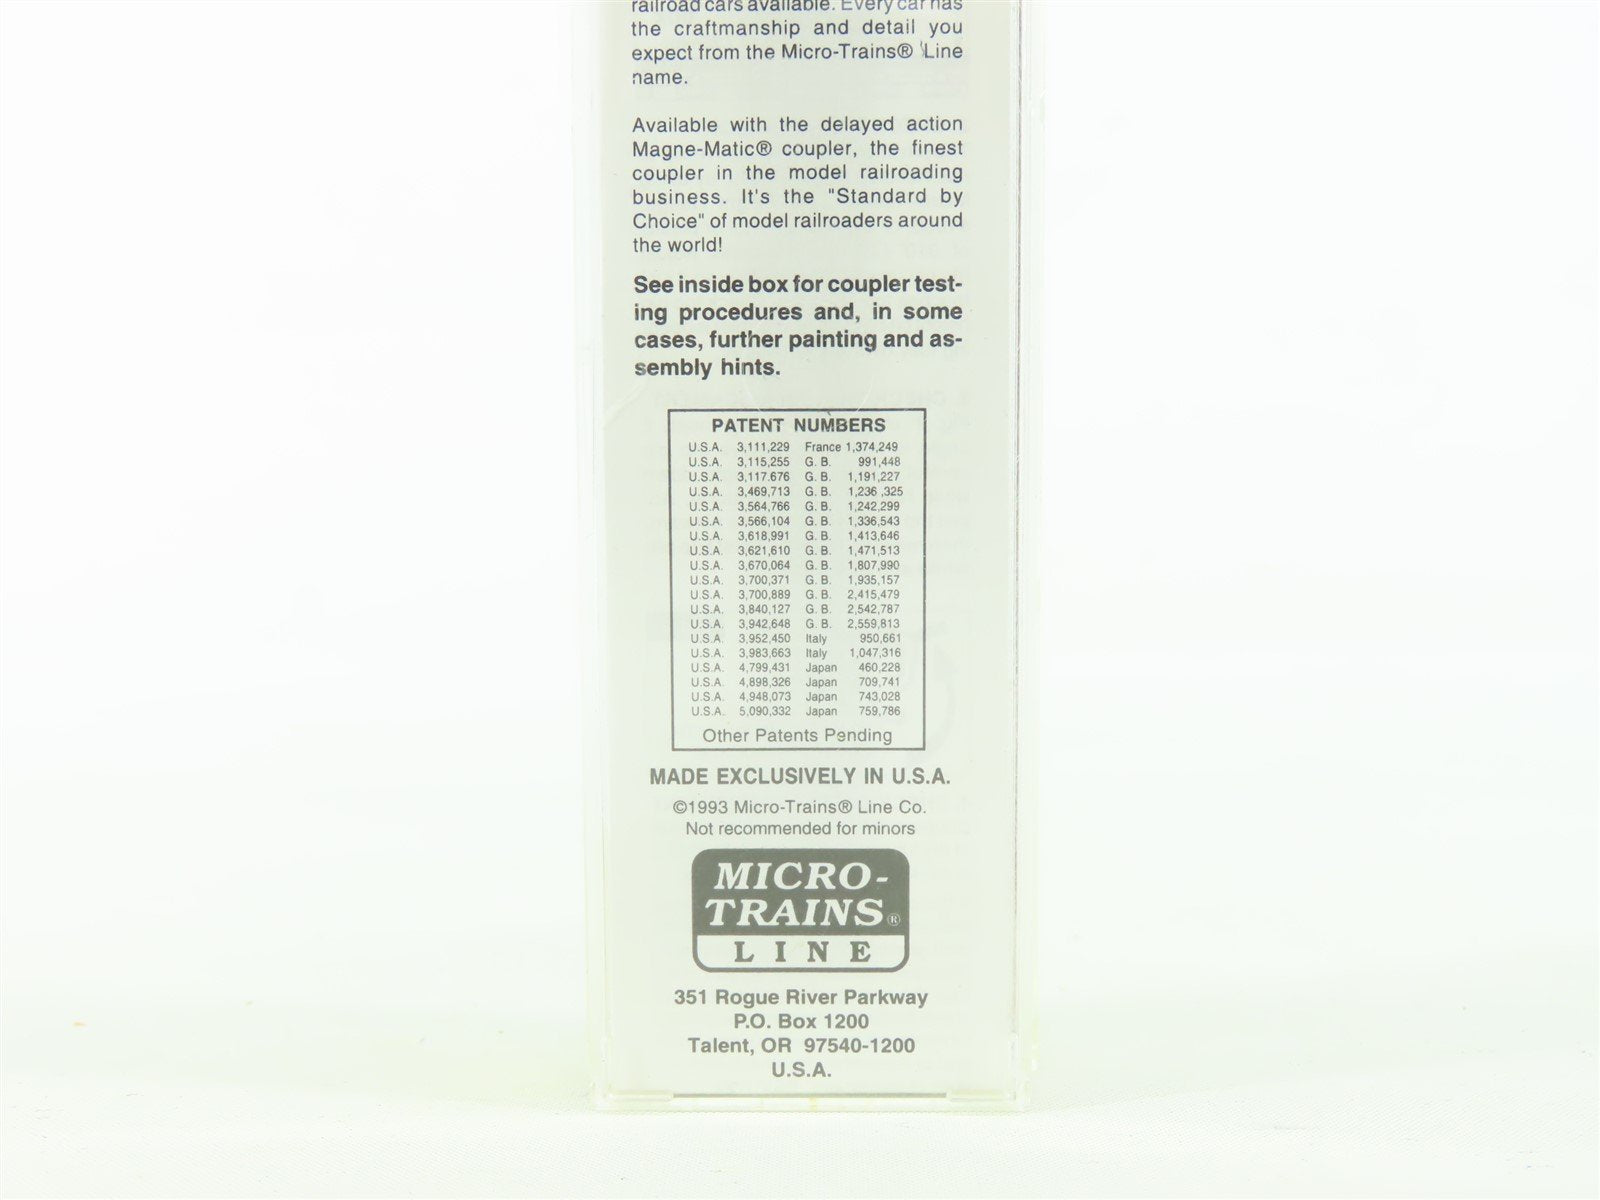 railroad cars available. Every car has
the craftmanship and detail you
expect from the Micro-Trains® Line
name.
Available with the delayed action
Magne-Matic® coupler, the finest
coupler in the model railroading
business. It's the "Standard by
Choice" of model railroaders around
the world!
See inside box for coupler test-
ing procedures and, in some
cases, further painting and as-
sembly hints.
PATENT NUMBERS
U.S.A. 3,111,229 France 1,374,249
U.S.A. 3,115,255 G. B. 991,448
U.S.A. 3,117.676 G. B. 1,191,227
U.S.A. 3,469,713 G. B. 1,236 ,325
U.S.A. 3,564,766 G. B. 1,242,299
U.S.A. 3,566,104 G. B. 1,336,543
U.S.A. 3,618,991 G. B. 1,413,646
U.S.A. 3,621,610 G. B. 1,471,513
U.S.A. 3,670,064 G. B. 1,807,990
U.S.A. 3,700,371 G. B. 1,935,157
U.S.A. 3,700,889 G. B. 2,415,479
U.S.A. 3,840,127 G. B. 2,542,787
U.S.A. 3,942,648 G. B. 2,559,813
U.S.A. 3,952,450 Italy 950,661
U.S.A. 3,983,663 Italy 1,047,316
U.S.A. 4,799,431 Japan 460,228
U.S.A. 4,898,326 Japan 709,741
U.S.A. 4,948,073 Japan 743,028
U.S.A. 5,090,332 Japan 759,786
Other Patents Pending
MADE EXCLUSIVELY IN U.S.A.
©1993 Micro-Trains® Line Co.
Not recommended for minors
MICRO-
TRAINS®
LINE
351 Rogue River Parkway
P.O. Box 1200
Talent, OR 97540-1200
U.S.A.